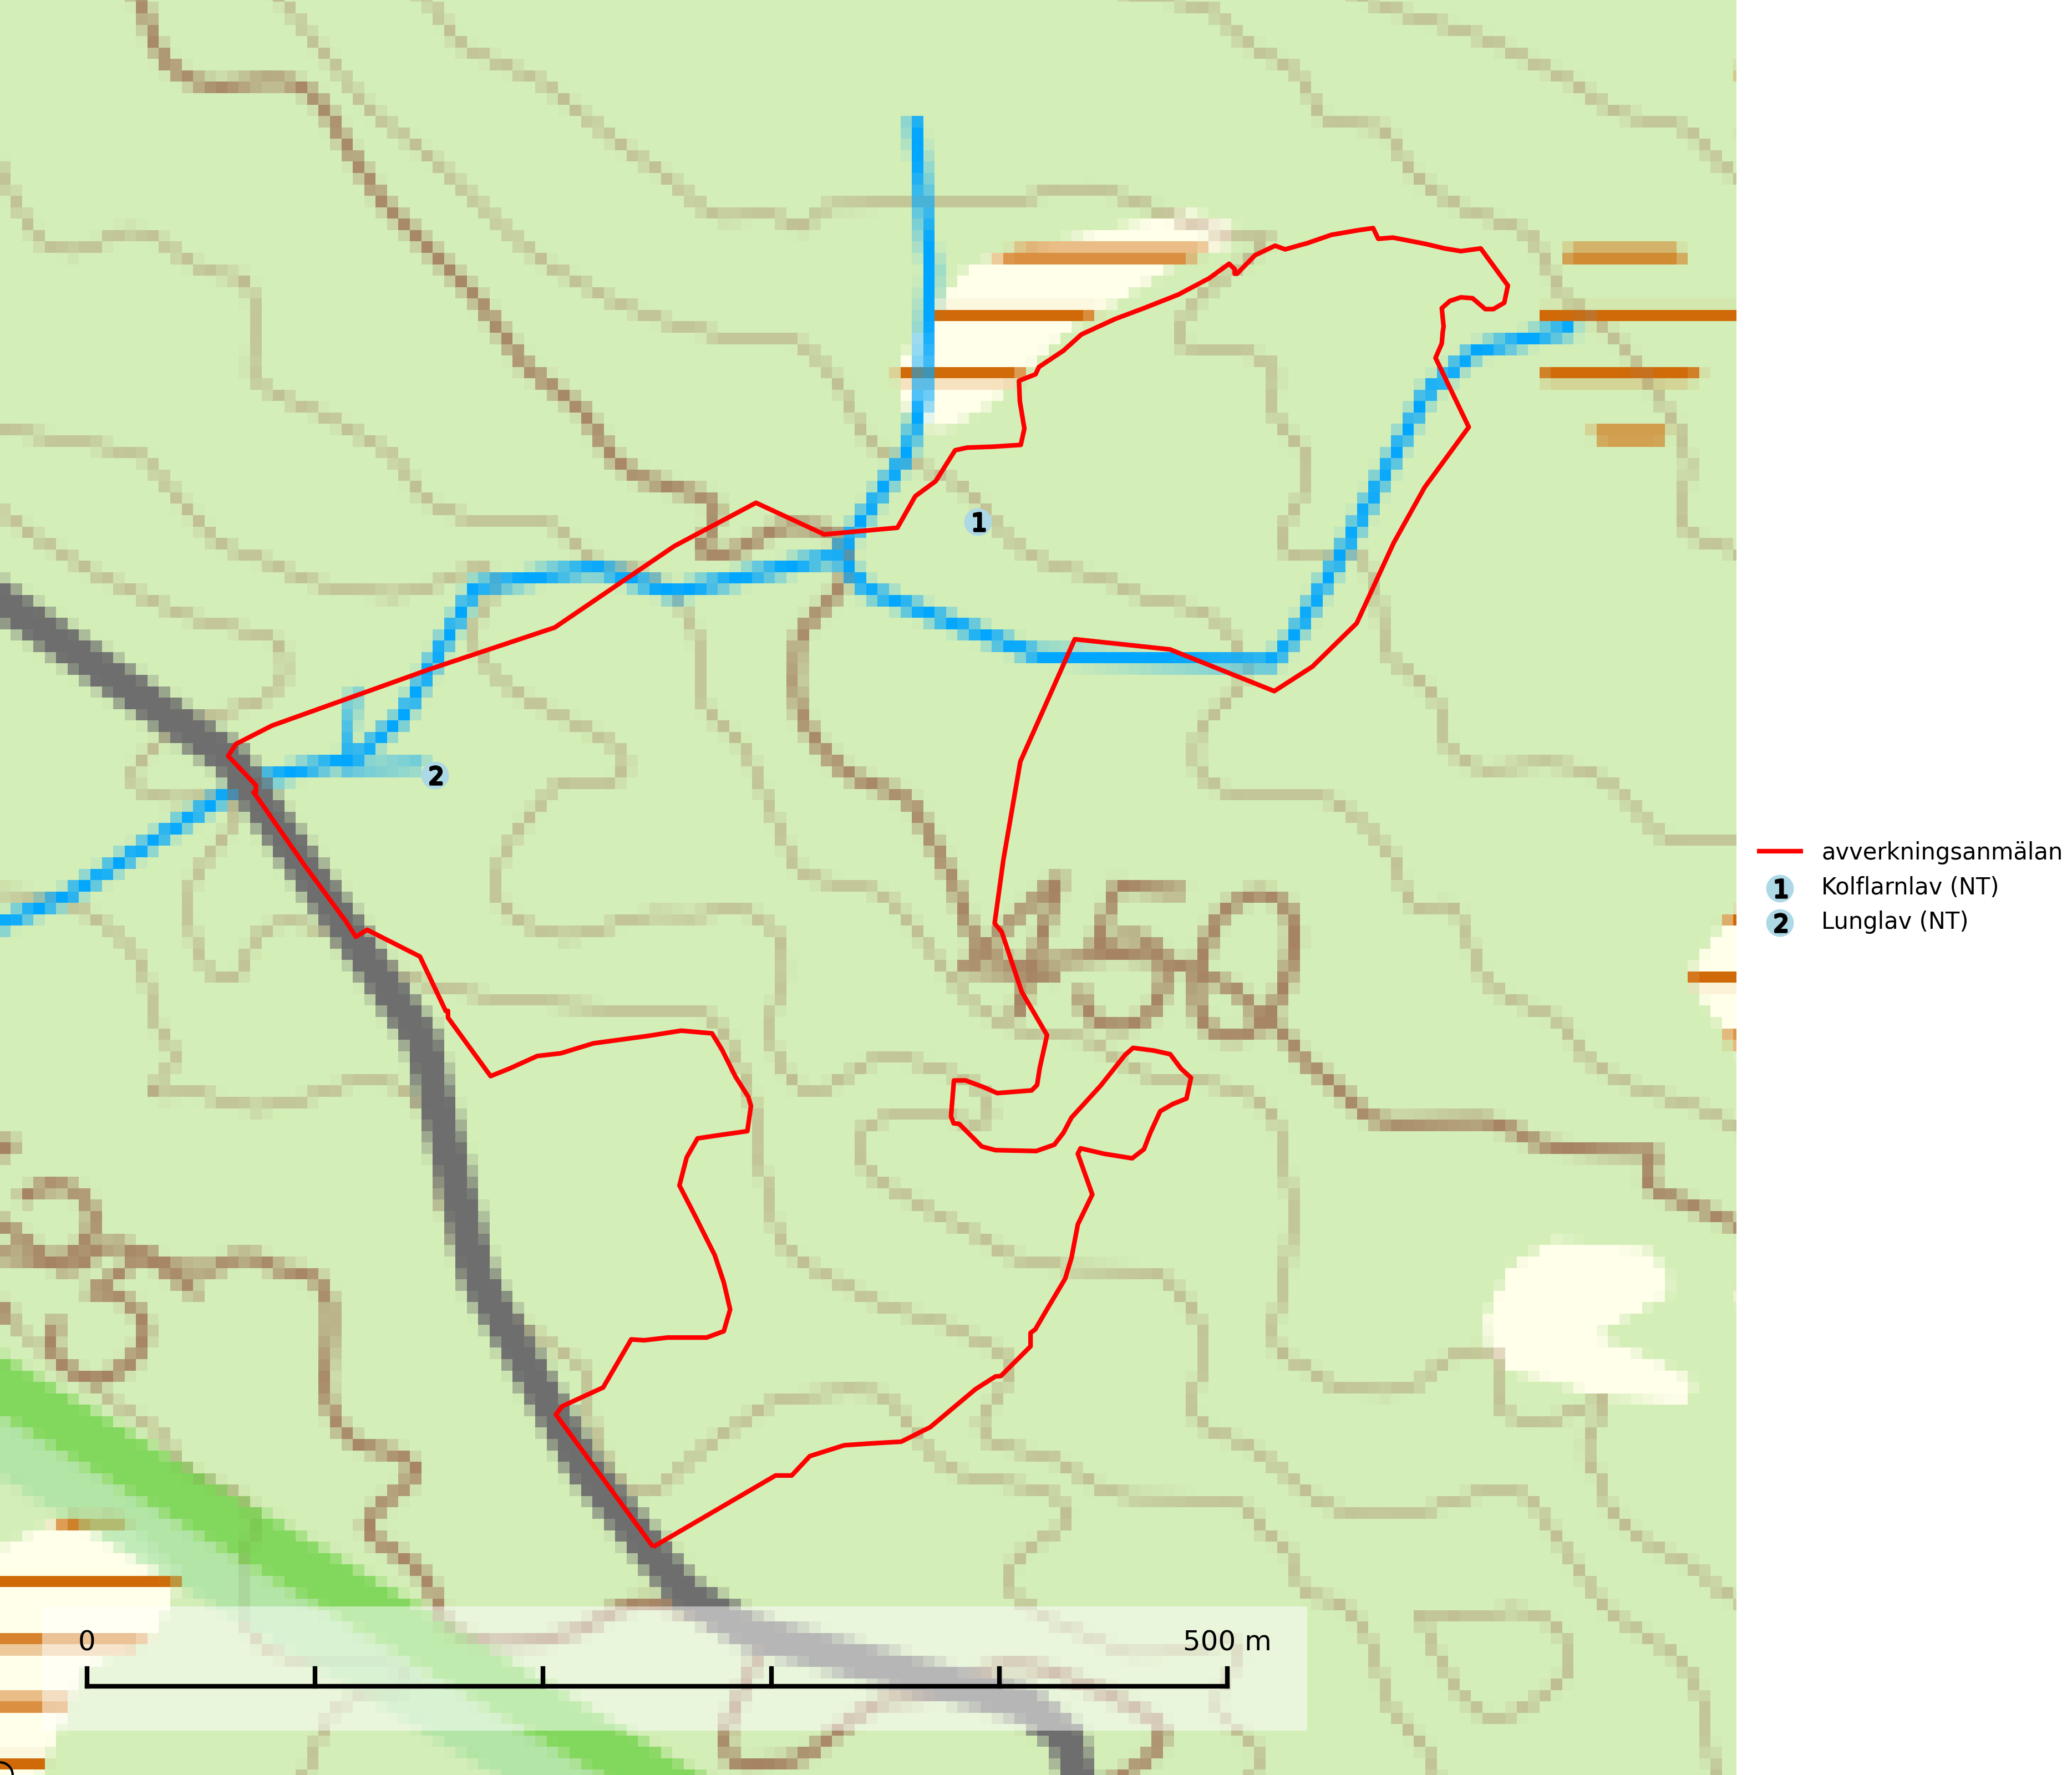 1
2
450
avverkningsanmälan
1 Kolflarnlav (NT)
2 Lunglav (NT)
0 500 m